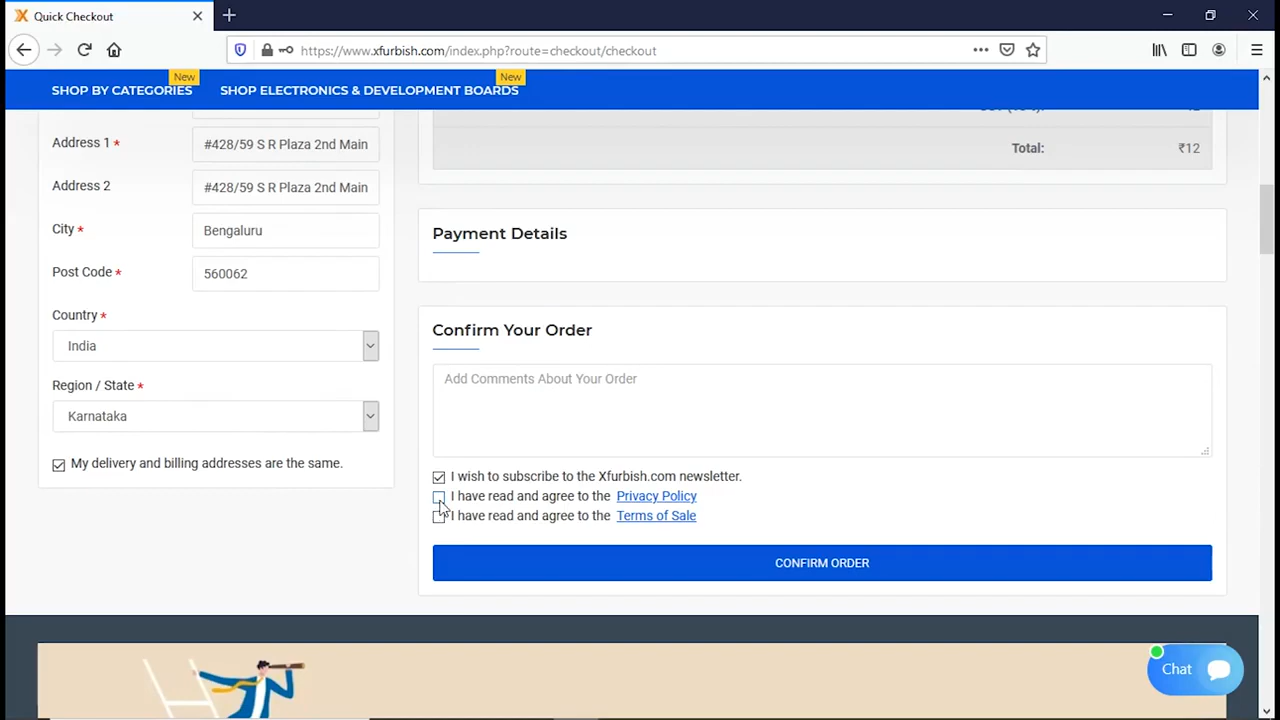 Quick Checkout
https://www.xfurbish.com/index.php?route=checkout/checkout
New
New
SHOP BY CATEGORIES
SHOP ELECTRONICS & DEVELOPMENT BOARDS
Address 1 *
#428/59 S R Plaza 2nd Main
Address 2
#428/59 S R Plaza 2nd Main
City *
Bengaluru
Post Code *
560062
Country *
India
Region / State *
Karnataka
My delivery and billing addresses are the same.
Total:
₹12
Payment Details
Confirm Your Order
Add Comments About Your Order
I wish to subscribe to the Xfurbish.com newsletter.
I have read and agree to the Privacy Policy
I have read and agree to the Terms of Sale
CONFIRM ORDER
Chat